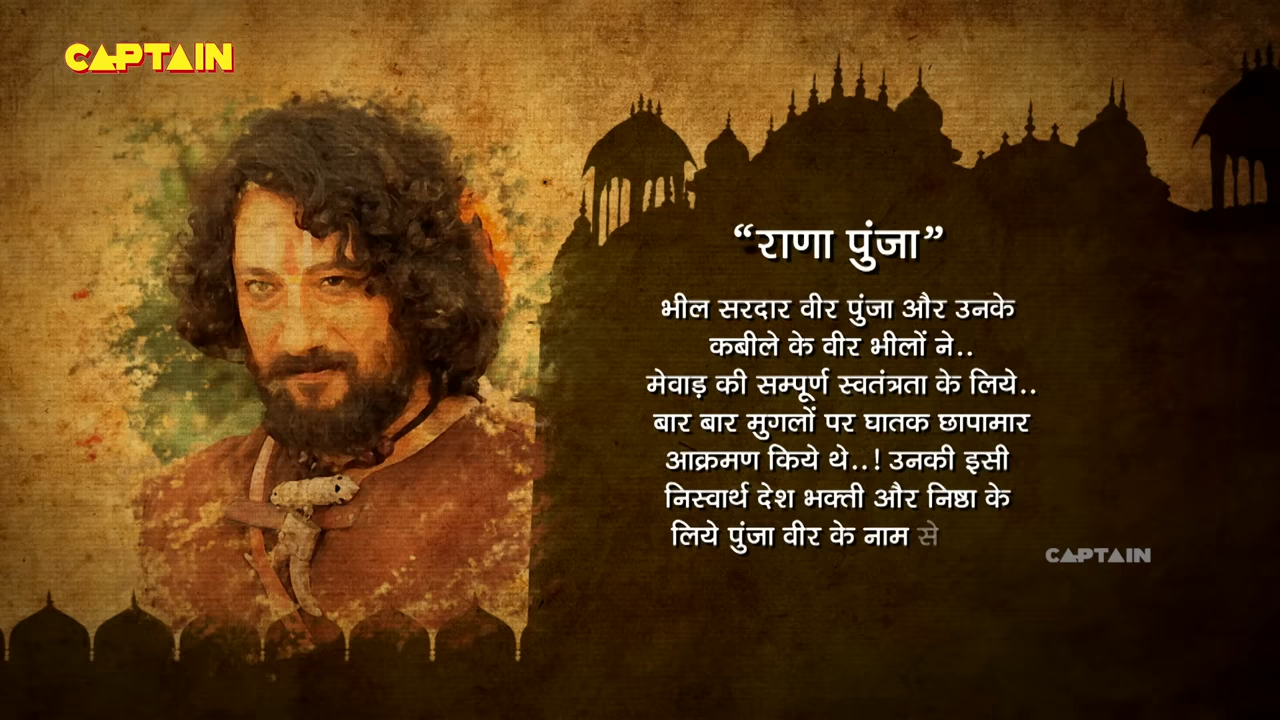 CAPTAIN
“राणा पुंजा”
भील सरदार वीर पुंजा और उनके
कबीले के वीर भीलों ने..
मेवाड़ की सम्पूर्ण स्वतंत्रता के लिये..
बार बार मुगलों पर घातक छापामार
आक्रमण किये थे..! उनकी इसी
निस्वार्थ देश भक्ती और निष्ठा के
लिये पुंजा वीर के नाम से
CAPTAIN